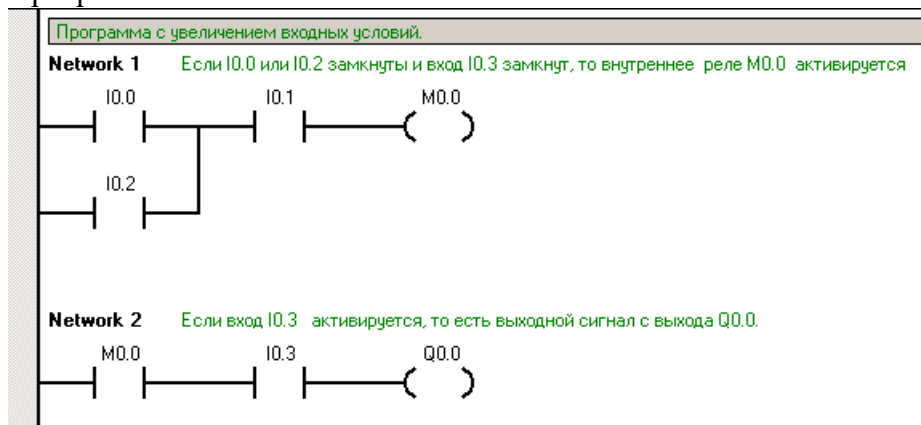 Программа с увеличением входных условий.
Network 1 Если I0.0 или I0.2 замкнуты и вход I0.3 замкнут, то внутреннее реле M0.0 активируется
I0.0 I0.1 M0.0
I0.2
Network 2 Если вход I0.3 активируется, то есть выходной сигнал с выхода Q0.0.
M0.0 I0.3 Q0.0